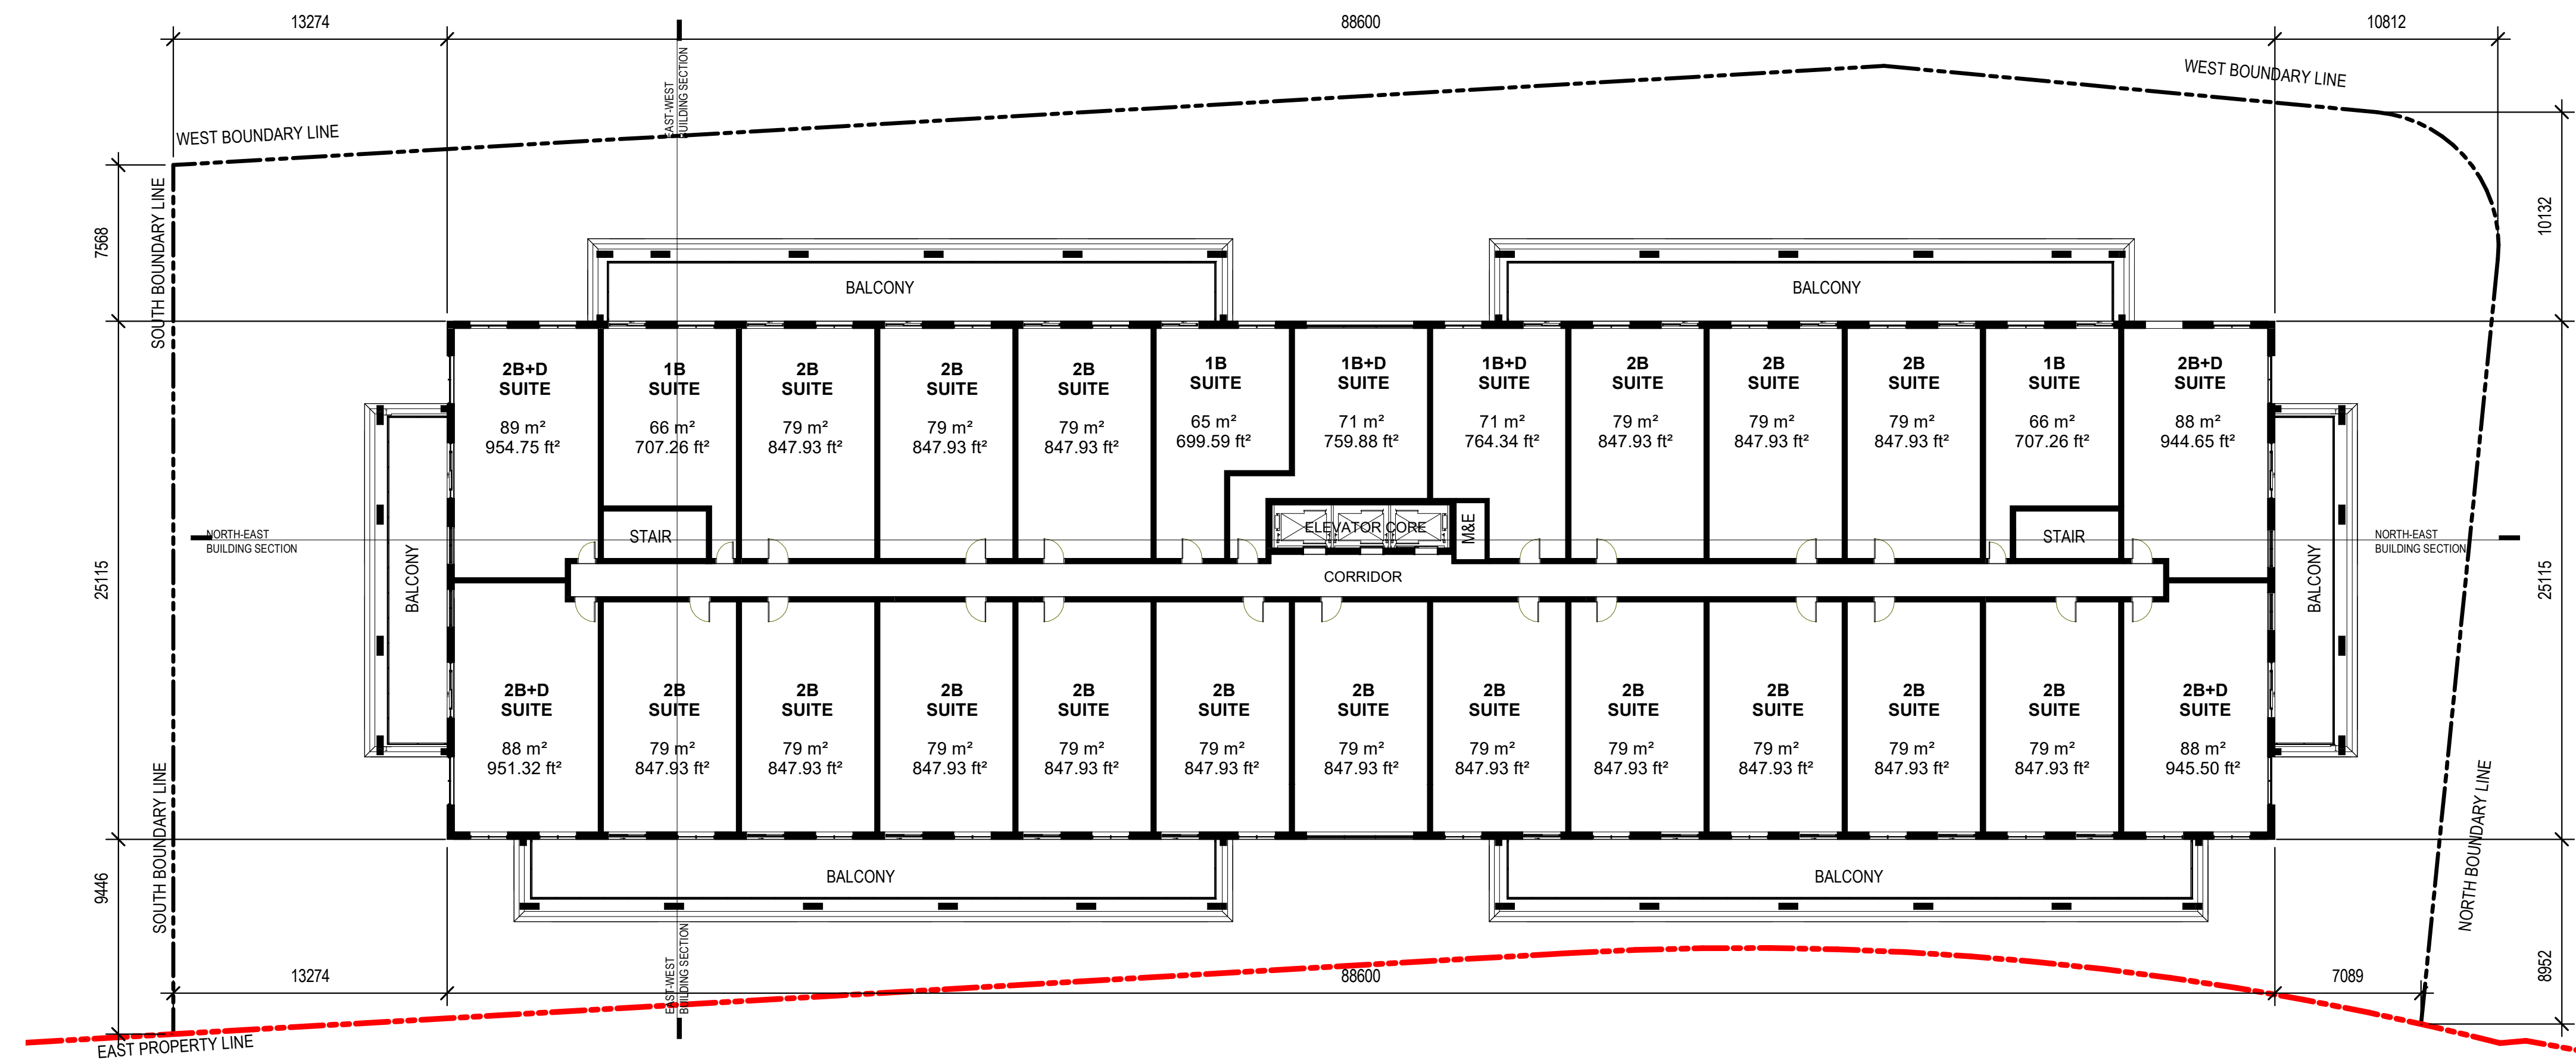 13274
88600
10812
EAST-WEST
BUILDING SECTION
WEST BOUNDARY LINE
WEST BOUNDARY LINE
SOUTH BOUNDARY LINE
7568
10132
BALCONY
BALCONY
2B+D
SUITE
89 m²
954.75 ft²
1B
SUITE
66 m²
707.26 ft²
2B
SUITE
79 m²
847.93 ft²
2B
SUITE
79 m²
847.93 ft²
2B
SUITE
79 m²
847.93 ft²
1B
SUITE
65 m²
699.59 ft²
1B+D
SUITE
71 m²
759.88 ft²
1B+D
SUITE
71 m²
764.34 ft²
2B
SUITE
79 m²
847.93 ft²
2B
SUITE
79 m²
847.93 ft²
2B
SUITE
79 m²
847.93 ft²
1B
SUITE
66 m²
707.26 ft²
2B+D
SUITE
88 m²
944.65 ft²
NORTH-EAST
BUILDING SECTION
STAIR
ELEVATOR CORE
M&E
STAIR
NORTH-EAST
BUILDING SECTION
25115
BALCONY
CORRIDOR
BALCONY
25115
2B+D
SUITE
88 m²
951.32 ft²
2B
SUITE
79 m²
847.93 ft²
2B
SUITE
79 m²
847.93 ft²
2B
SUITE
79 m²
847.93 ft²
2B
SUITE
79 m²
847.93 ft²
2B
SUITE
79 m²
847.93 ft²
2B
SUITE
79 m²
847.93 ft²
2B
SUITE
79 m²
847.93 ft²
2B
SUITE
79 m²
847.93 ft²
2B
SUITE
79 m²
847.93 ft²
2B
SUITE
79 m²
847.93 ft²
2B
SUITE
79 m²
847.93 ft²
2B+D
SUITE
88 m²
945.50 ft²
SOUTH BOUNDARY LINE
NORTH BOUNDARY LINE
9446
BALCONY
BALCONY
8952
EAST-WEST
BUILDING SECTION
13274
88600
7089
EAST PROPERTY LINE